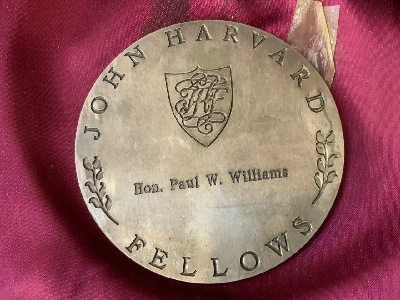 JOHN HARVARD
Hon. Paul W. Williams
FELLOWS